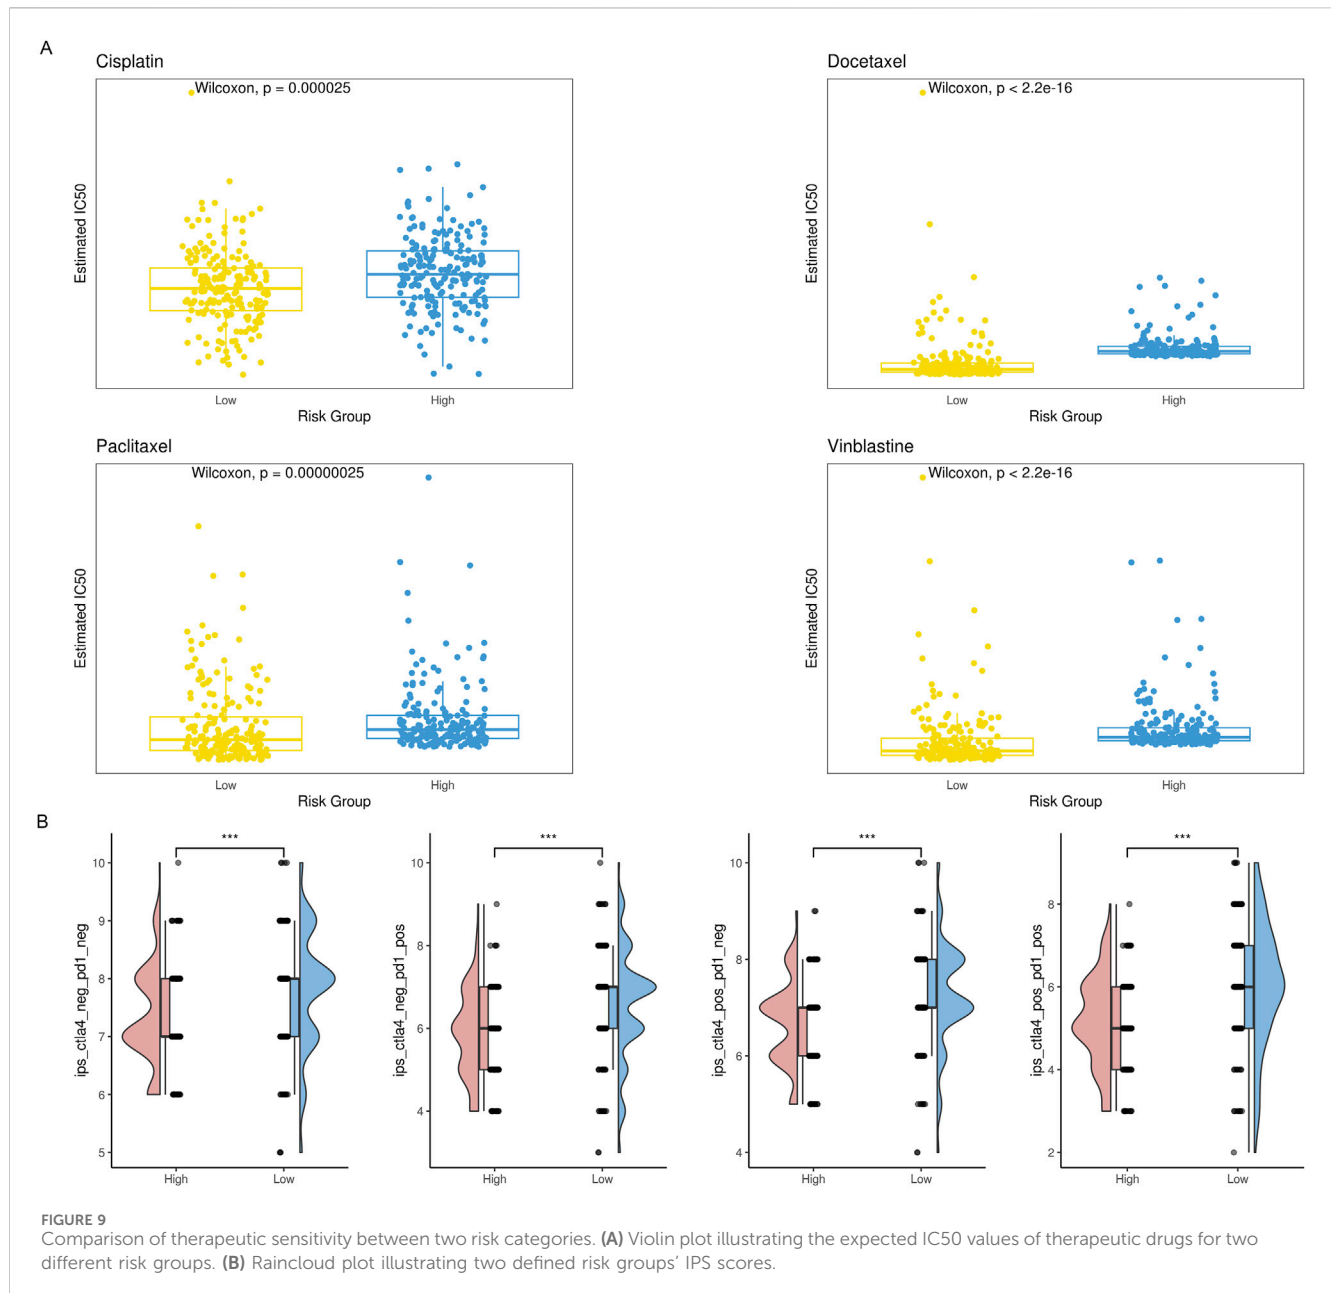 A
Cisplatin
Wilcoxon, p = 0.000025
Estimated IC50
Low
High
Risk Group
Docetaxel
Wilcoxon, p < 2.2e-16
Estimated IC50
Low
High
Risk Group
Paclitaxel
Wilcoxon, p = 0.00000025
Estimated IC50
Low
High
Risk Group
Vinblastine
Wilcoxon, p < 2.2e-16
Estimated IC50
Low
High
Risk Group
B
***
ips_ctla4_neg_pd1_neg
10
9
8
7
6
5
High
Low
***
ips_ctla4_neg_pd1_pos
10
8
6
4
High
Low
***
ips_ctla4_pos_pd1_neg
10
8
6
4
High
Low
***
ips_ctla4_pos_pd1_pos
8
6
4
2
High
Low
FIGURE 9
Comparison of therapeutic sensitivity between two risk categories. (A) Violin plot illustrating the expected IC50 values of therapeutic drugs for two
different risk groups. (B) Raincloud plot illustrating two defined risk groups’ IPS scores.